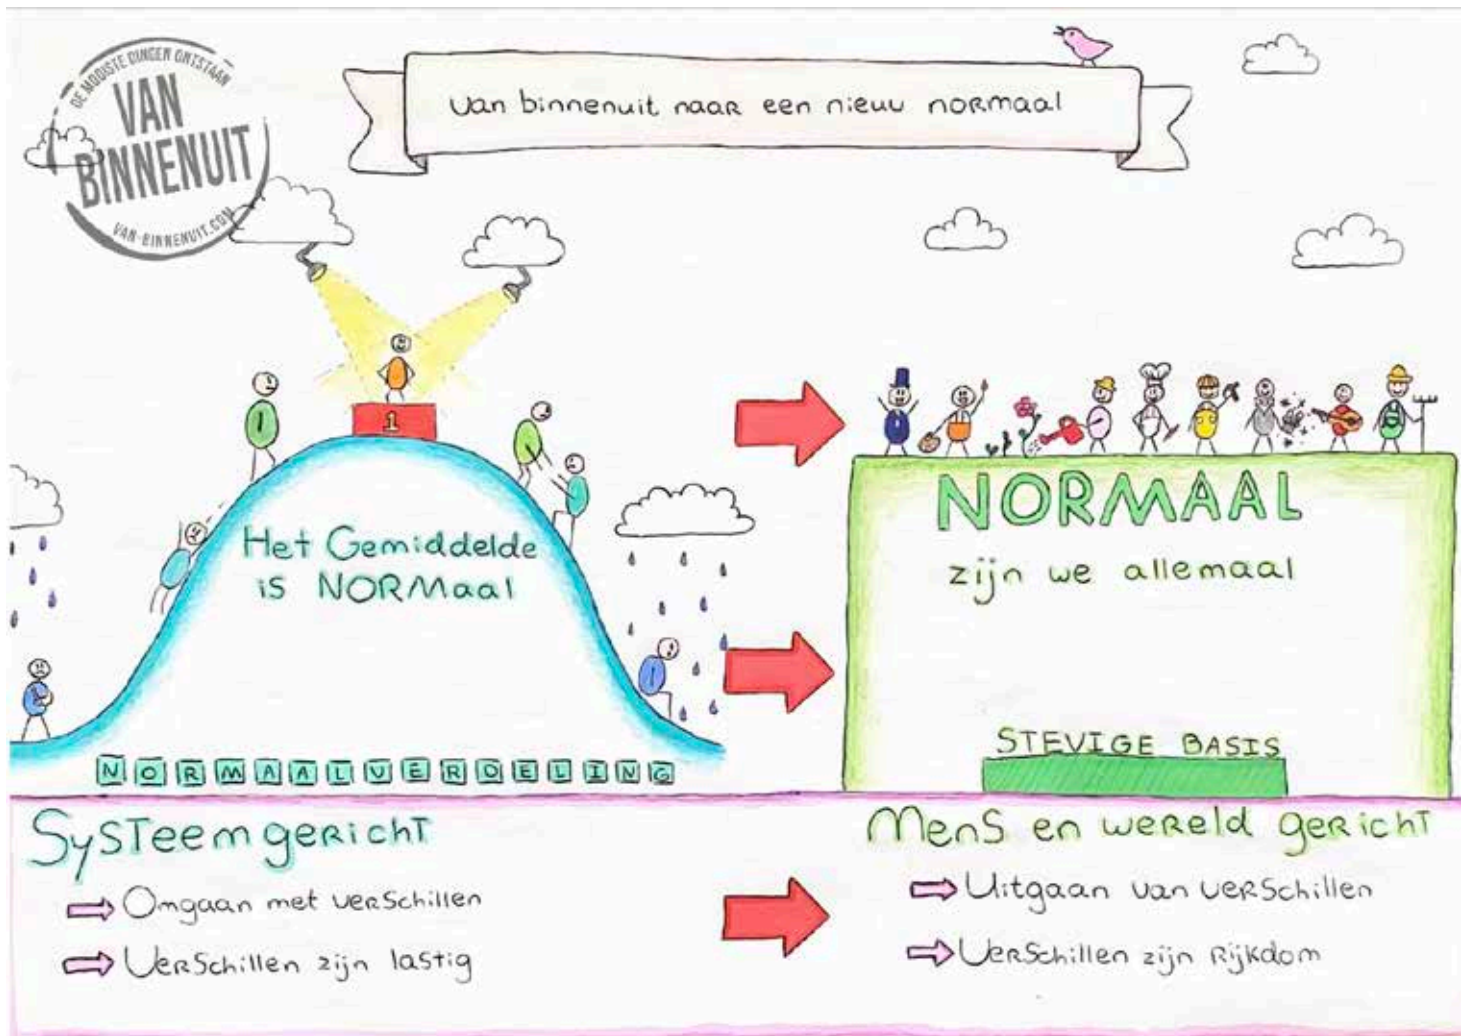 DE MOOISTE DINGEN ONTSTAAN
VAN
BINNENUIT
VAN-BINNENUIT.COM
Van binnenuit naar een nieuw normaal
1
Het Gemiddelde
is NORMaal
NORMAALVERDELING
NORMAAL
zijn we allemaal
STEVIGE BASIS
Systeemgericht
Omgaan met verschillen
Verschillen zijn lastig
Mens en wereld gericht
Uitgaan van verschillen
Verschillen zijn Rijkdom